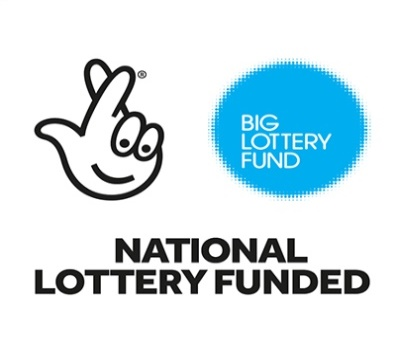 ®
BIG
LOTTERY
FUND
NATIONAL
LOTTERY FUNDED